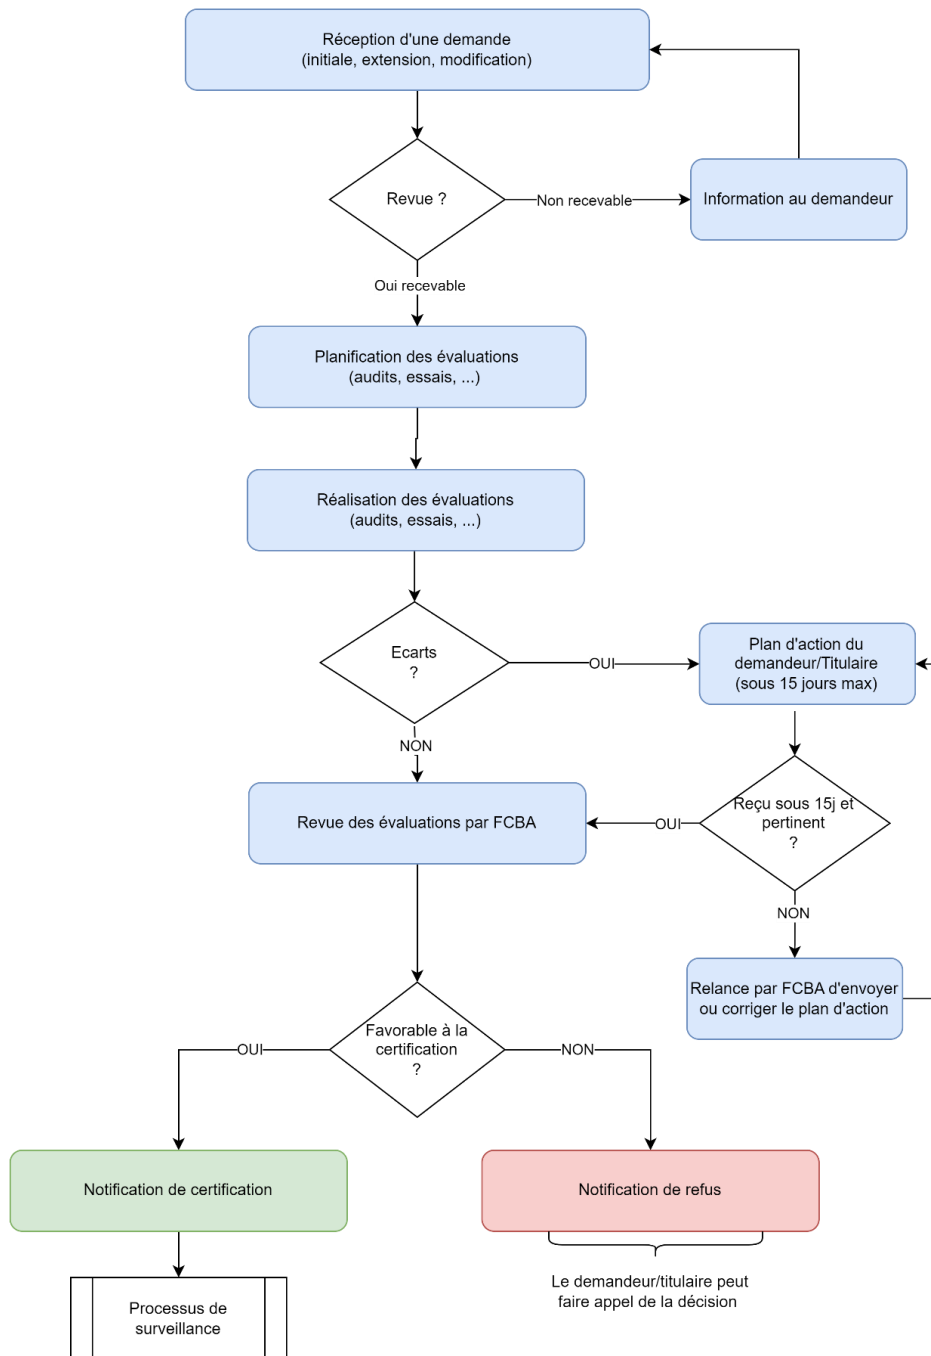 Réception d'une demande
(initiale, extension, modification)
Revue ?
Non recevable
Information au demandeur
Oui recevable
Planification des évaluations
(audits, essais, ...)
Réalisation des évaluations
(audits, essais, ...)
Ecarts
?
OUI
Plan d'action du
demandeur/Titulaire
(sous 15 jours max)
NON
Revue des évaluations par FCBA
OUI
Reçu sous 15j et
pertinent
?
NON
Relance par FCBA d'envoyer
ou corriger le plan d'action
Favorable à la
certification
?
OUI
NON
Notification de certification
Notification de refus
Le demandeur/titulaire peut
faire appel de la décision
Processus de
surveillance